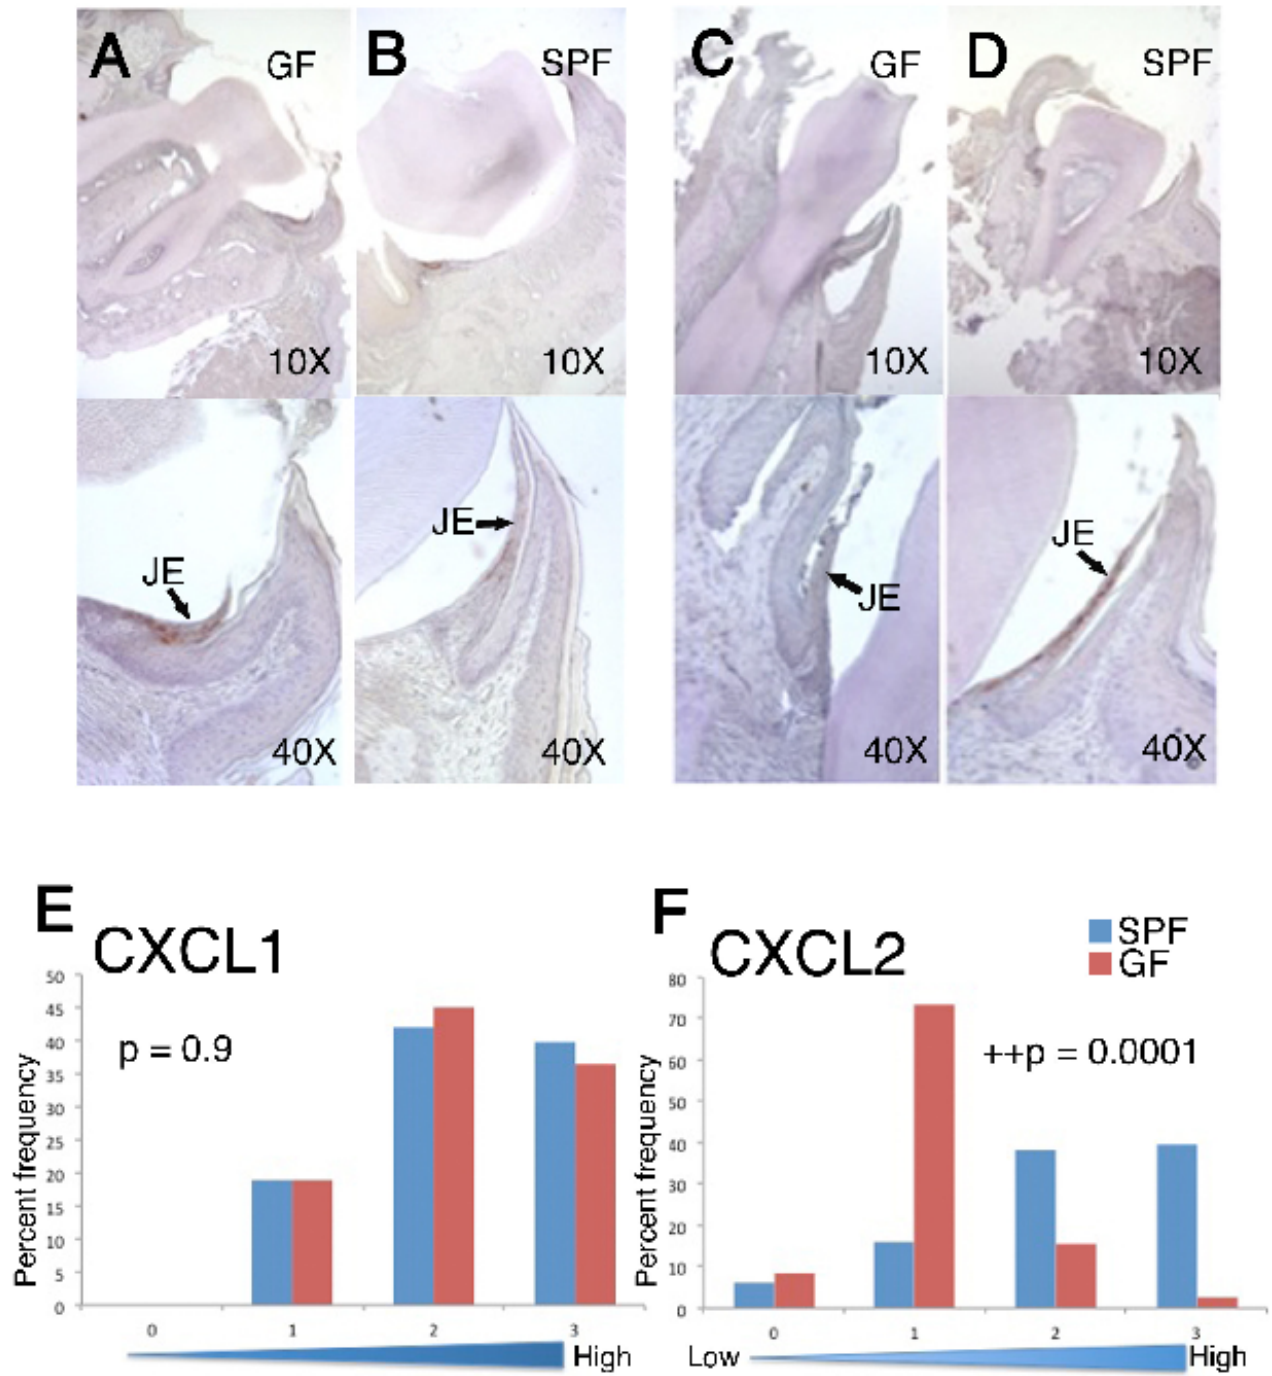 A GF
B SPF
C GF
D SPF
10X
10X
10X
10X
JE
JE
JE
JE
40X
40X
40X
40X
E CXCL1
p = 0.9
Percent frequency
50
45
40
35
30
25
20
15
10
5
0
0 1 2 3
High
F CXCL2
SPF
GF
++p = 0.0001
Percent frequency
80
70
60
50
40
30
20
10
0
0 1 2 3
Low High